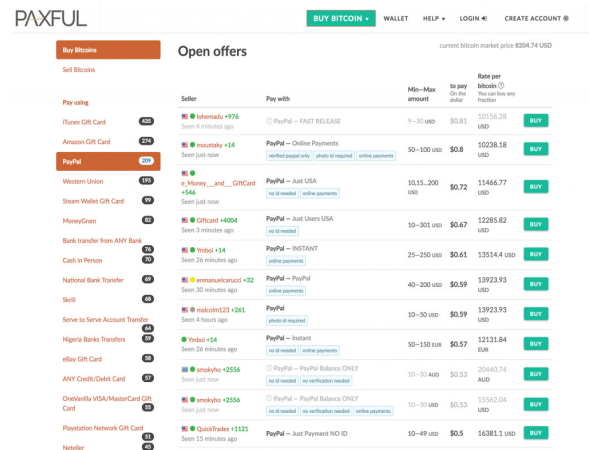 PAXFUL
BUY BITCOIN
WALLET
HELP
LOGIN
CREATE ACCOUNT
Buy Bitcoins
Sell Bitcoins
Pay using
iTunes Gift Card 435
Amazon Gift Card 274
PayPal 209
Western Union 195
Steam Wallet Gift Card 99
MoneyGram 82
Bank transfer from ANY Bank 76
Cash in Person 70
National Bank Transfer 69
Skrill 68
Serve to Serve Account Transfer 64
Nigeria Banks Transfers 59
eBay Gift Card 58
ANY Credit/Debit Card 57
OneVanilla VISA/MasterCard Gift
Card 55
Playstation Network Gift Card 51
Neteller 45
Open offers
current bitcoin market price 8204.74 USD
Seller
Pay with
Min—Max
amount
to pay
On the
dollar
Rate per
bitcoin
You can buy any
fraction
lohemadu +976
Seen 4 minutes ago
PayPal — FAST RELEASE
9—30 USD
$0.81
10156.28
USD
BUY
moustaky +14
Seen just now
PayPal — Online Payments
verified paypal only photo id required online payments
50—100 USD
$0.8
10238.18
USD
BUY
e_Money___and___GiftCard
+546
Seen just now
PayPal — Just USA
no id needed online payments
10,15...200
USD
$0.72
11466.77
USD
BUY
Giftcard +4004
Seen 3 minutes ago
PayPal — Just Users USA
no id needed
10—301 USD
$0.67
12285.82
USD
BUY
Ymboi +14
Seen 26 minutes ago
PayPal — INSTANT
online payments
25—250 USD
$0.61
13514.4 USD
BUY
enmanuelcarucci +32
Seen 30 minutes ago
PayPal — PayPal
online payments
40—200 USD
$0.59
13923.93
USD
BUY
malcolm123 +261
Seen 4 hours ago
PayPal
photo id required
10—50 USD
$0.59
13923.93
USD
BUY
Ymboi +14
Seen 26 minutes ago
PayPal — Instant
no id needed online payments
50—150 EUR
$0.57
12131.84
EUR
BUY
smokyho +2556
Seen just now
PayPal — PayPal Balance ONLY
no id needed no verification needed
10—30 AUD
$0.53
20440.74
AUD
BUY
smokyho +2556
Seen just now
PayPal — PayPal Balance ONLY
no id needed no verification needed online payments
10—30 USD
$0.53
15562.04
USD
BUY
QuickTrades +1121
Seen 15 minutes ago
PayPal — Just Payment NO ID
10—49 USD
$0.5
16381.1 USD
BUY